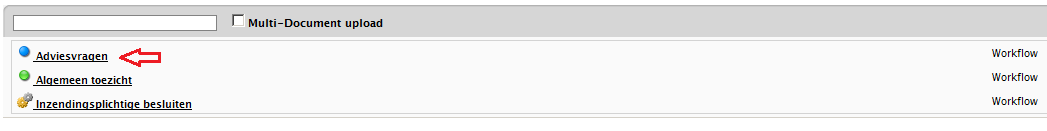 Multi-Document upload
Adviesvragen Workflow
Algemeen toezicht Workflow
Inzendingsplichtige besluiten Workflow